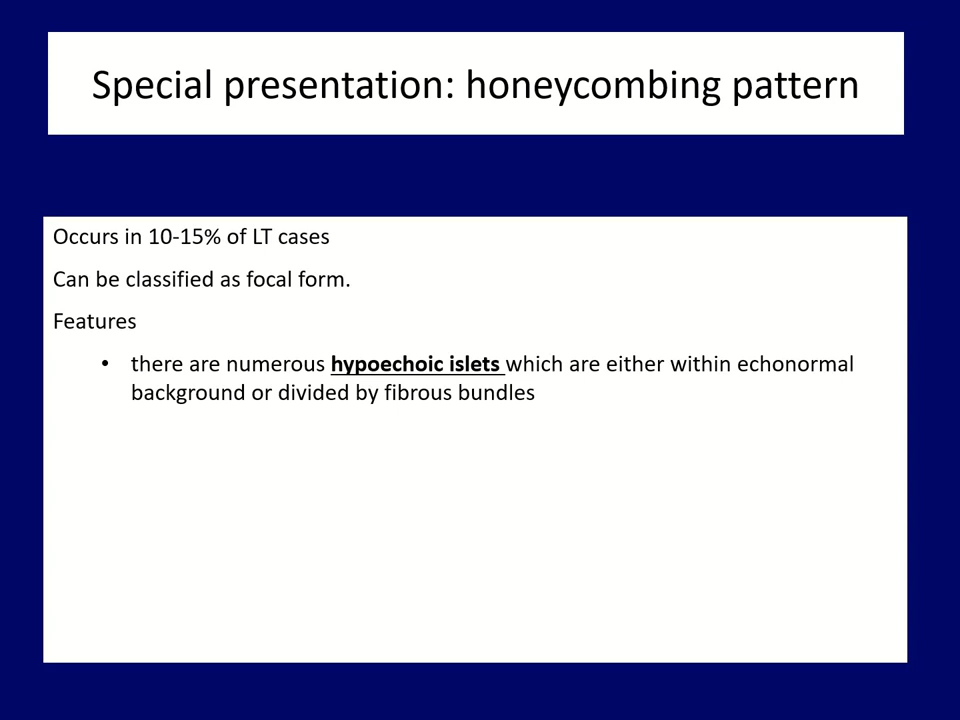 Special presentation: honeycombing pattern
Occurs in 10-15% of LT cases
Can be classified as focal form.
Features
• there are numerous hypoechoic islets which are either within echonormal
background or divided by fibrous bundles